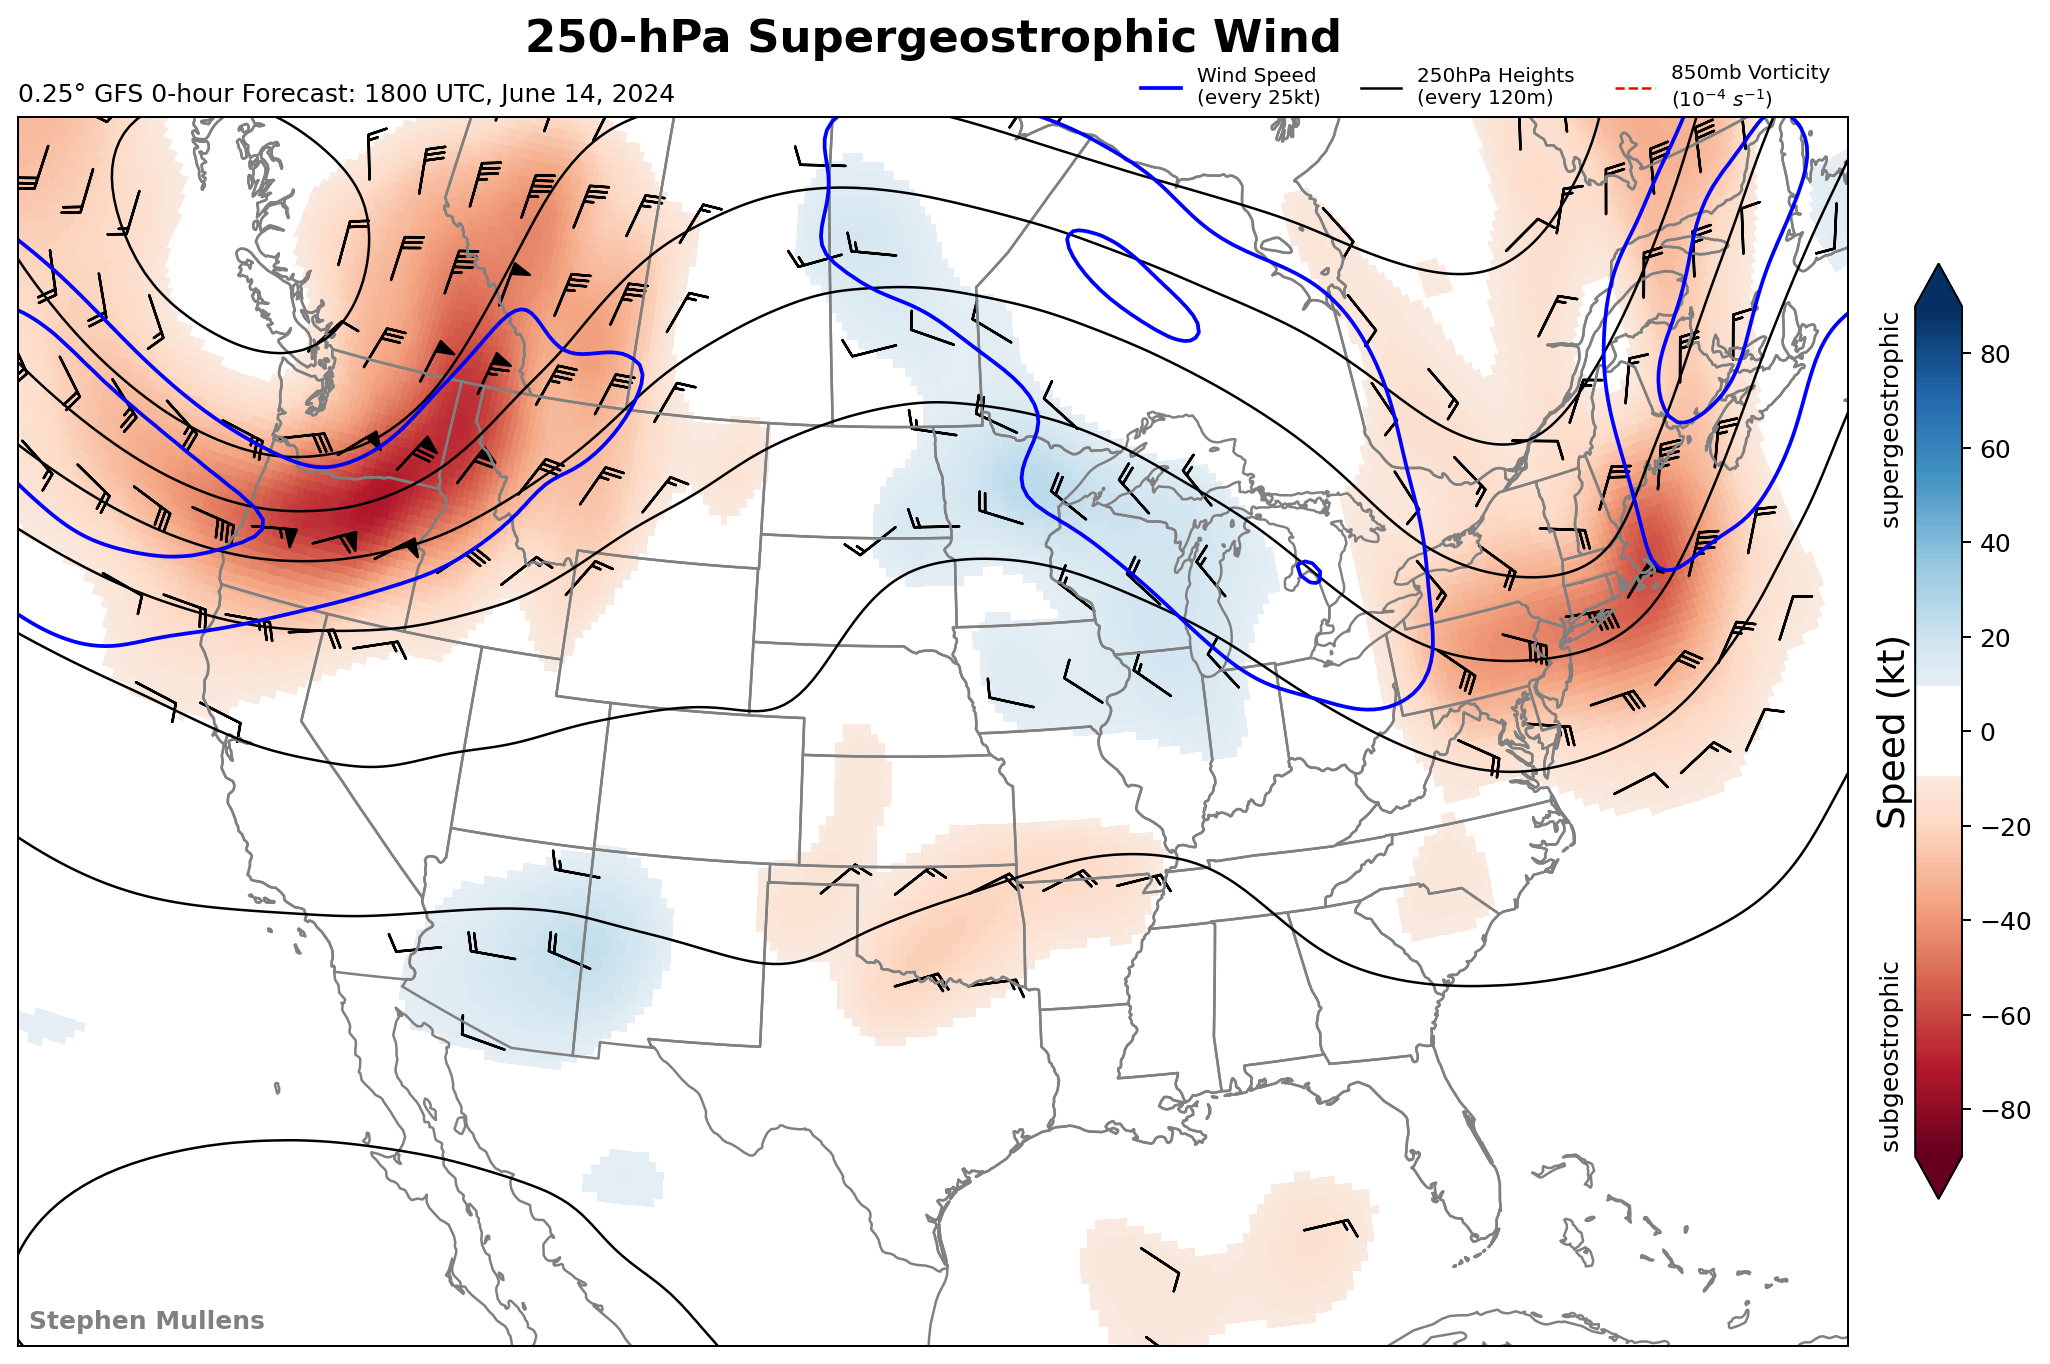 250-hPa Supergeostrophic Wind
0.25° GFS 0-hour Forecast: 1800 UTC, June 14, 2024
Wind Speed
(every 25kt)
250hPa Heights
(every 120m)
850mb Vorticity
(10⁻⁴ s⁻¹)
supergeostrophic
subgeostrophic
Speed (kt)
80
60
40
20
0
−20
−40
−60
−80
Stephen Mullens